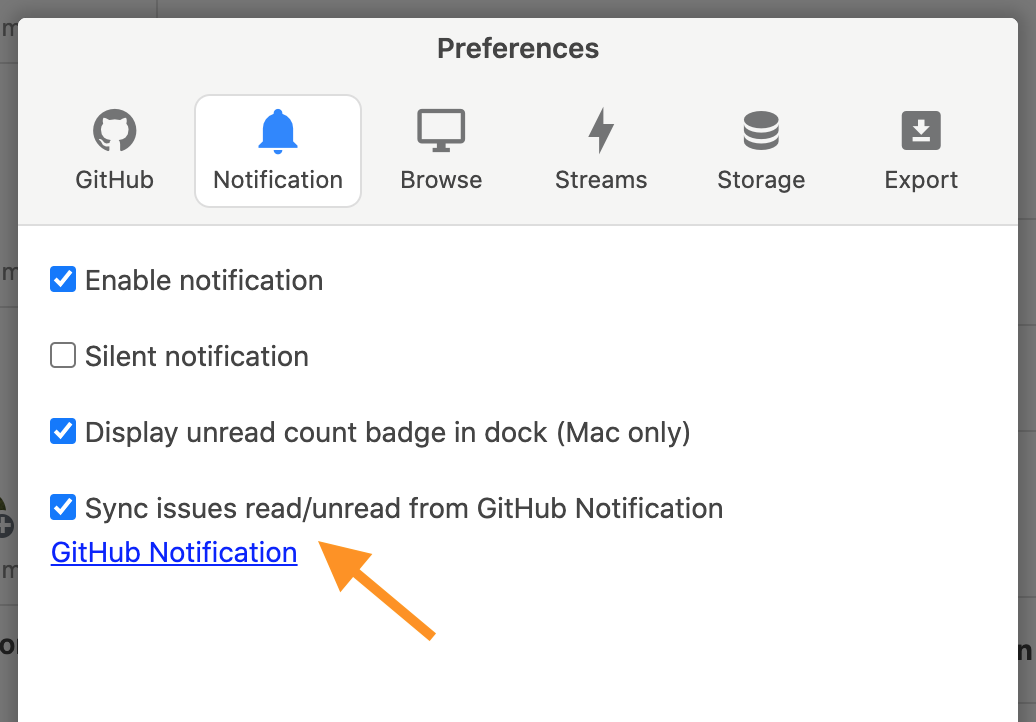 Preferences
GitHub Notification Browse Streams Storage Export
Enable notification
Silent notification
Display unread count badge in dock (Mac only)
Sync issues read/unread from GitHub Notification
GitHub Notification